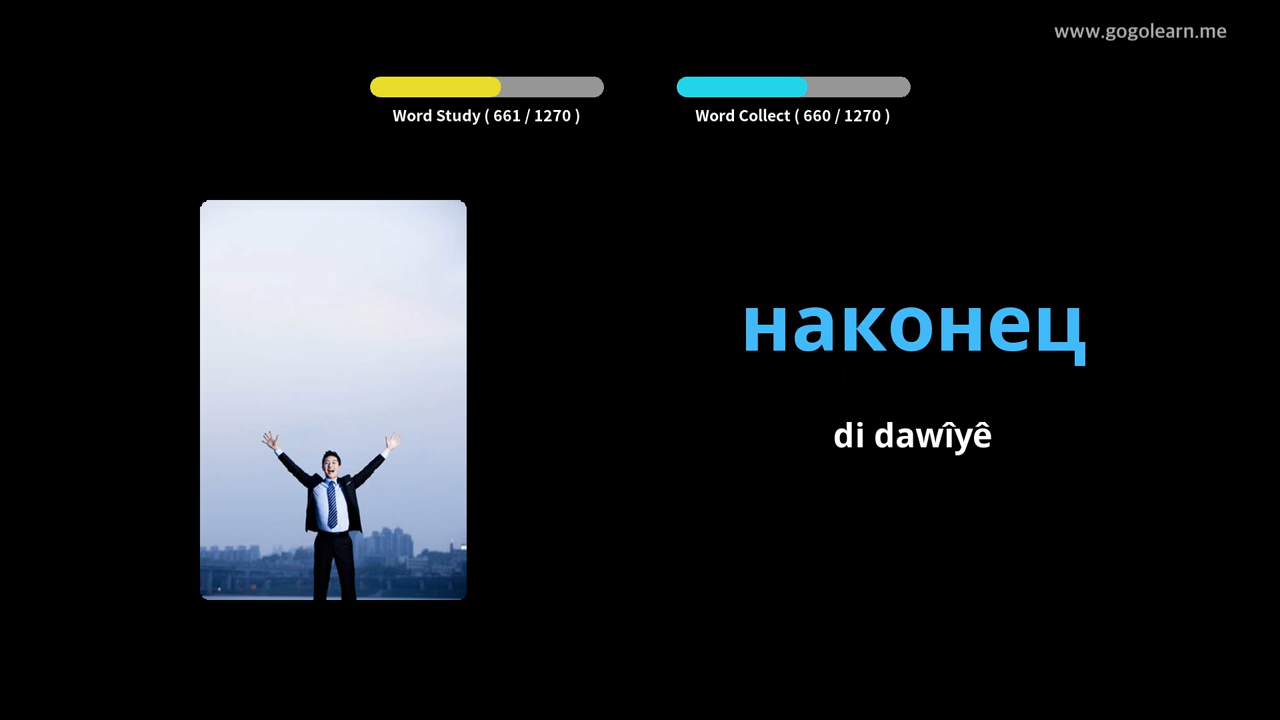 www.gogolearn.me
Word Study ( 661 / 1270 )
Word Collect ( 660 / 1270 )
наконец
di dawîyê